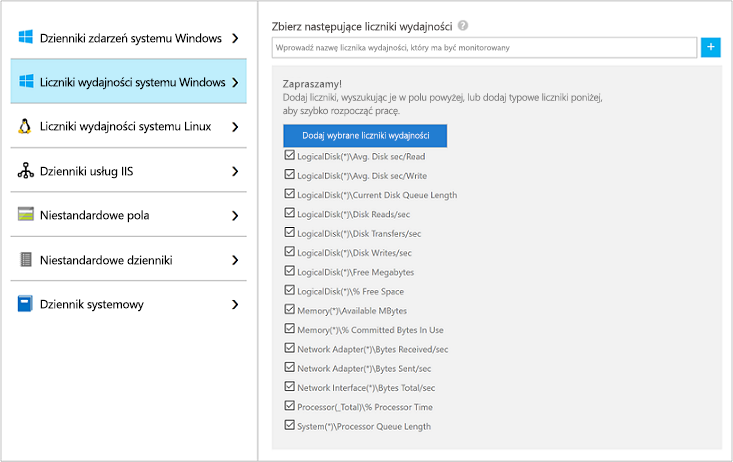 Dzienniki zdarzeń systemu Windows
Liczniki wydajności systemu Windows
Liczniki wydajności systemu Linux
Dzienniki usług IIS
Niestandardowe pola
Niestandardowe dzienniki
Dziennik systemowy
Zbierz następujące liczniki wydajności
Wprowadź nazwę licznika wydajności, który ma być monitorowany
Zapraszamy!
Dodaj liczniki, wyszukując je w polu powyżej, lub dodaj typowe liczniki poniżej,
aby szybko rozpocząć pracę.
Dodaj wybrane liczniki wydajności
LogicalDisk(*)\Avg. Disk sec/Read
LogicalDisk(*)\Avg. Disk sec/Write
LogicalDisk(*)\Current Disk Queue Length
LogicalDisk(*)\Disk Reads/sec
LogicalDisk(*)\Disk Transfers/sec
LogicalDisk(*)\Disk Writes/sec
LogicalDisk(*)\Free Megabytes
LogicalDisk(*)\% Free Space
Memory(*)\Available MBytes
Memory(*)\% Committed Bytes In Use
Network Adapter(*)\Bytes Received/sec
Network Adapter(*)\Bytes Sent/sec
Network Interface(*)\Bytes Total/sec
Processor(_Total)\% Processor Time
System(*)\Processor Queue Length